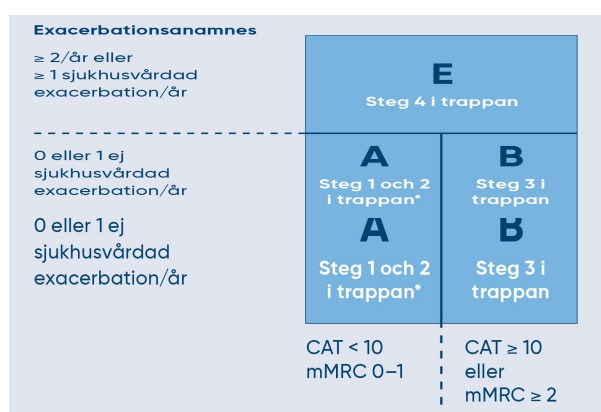 Exacerbationsanamnes
≥ 2/år eller
≥ 1 sjukhusvårdad
exacerbation/år
E
Steg 4 i trappan
0 eller 1 ej
sjukhusvårdad
exacerbation/år
A
Steg 1 och 2
i trappan*
B
Steg 3 i
trappan
0 eller 1 ej
sjukhusvårdad
exacerbation/år
A
Steg 1 och 2
i trappan*
B
Steg 3 i
trappan
CAT < 10
mMRC 0–1
CAT ≥ 10
eller
mMRC ≥ 2